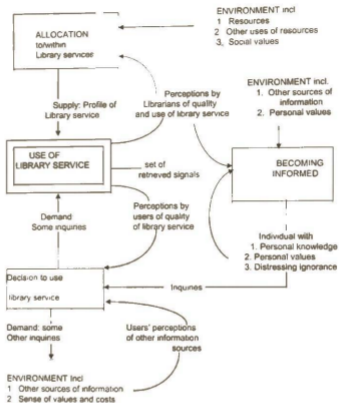 ENVIRONMENT incl
1 Resources
2 Other uses of resources
3, Social values
ALLOCATION
to/within
Library services
ENVIRONMENT incl.
1. Other sources of
information
2. Personal values
Supply: Profile of
Library service
Perceptions by
Librarians of quality
and use of library service
USE OF
LIBRARY SERVICE
set of
retrieved signals
BECOMING
INFORMED
Demand
Some inquiries
Perceptions by
users of quality
of library service
Individual with
1. Personal knowledge
2. Personal values
3. Distressing ignorance
Decision to use
library service
Inquires
Demand: some
Other inquires
Users' perceptions
of other information
sources
ENVIRONMENT Incl
1 Other sources of information
2 Sense of values and costs